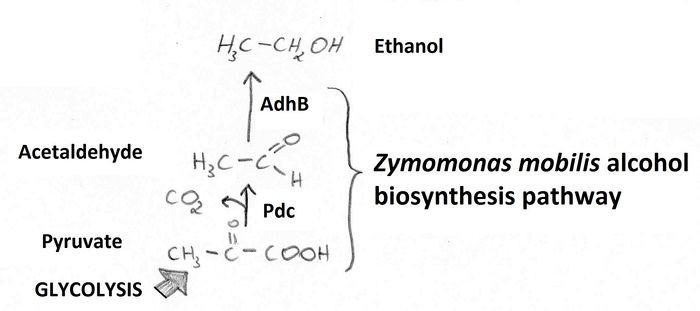 H₃C-CH₂OH Ethanol
AdhB
Acetaldehyde H₃C-C=O
H
Zymomonas mobilis alcohol
biosynthesis pathway
CO₂ Pdc
O
Pyruvate CH₃-C-COOH
GLYCOLYSIS